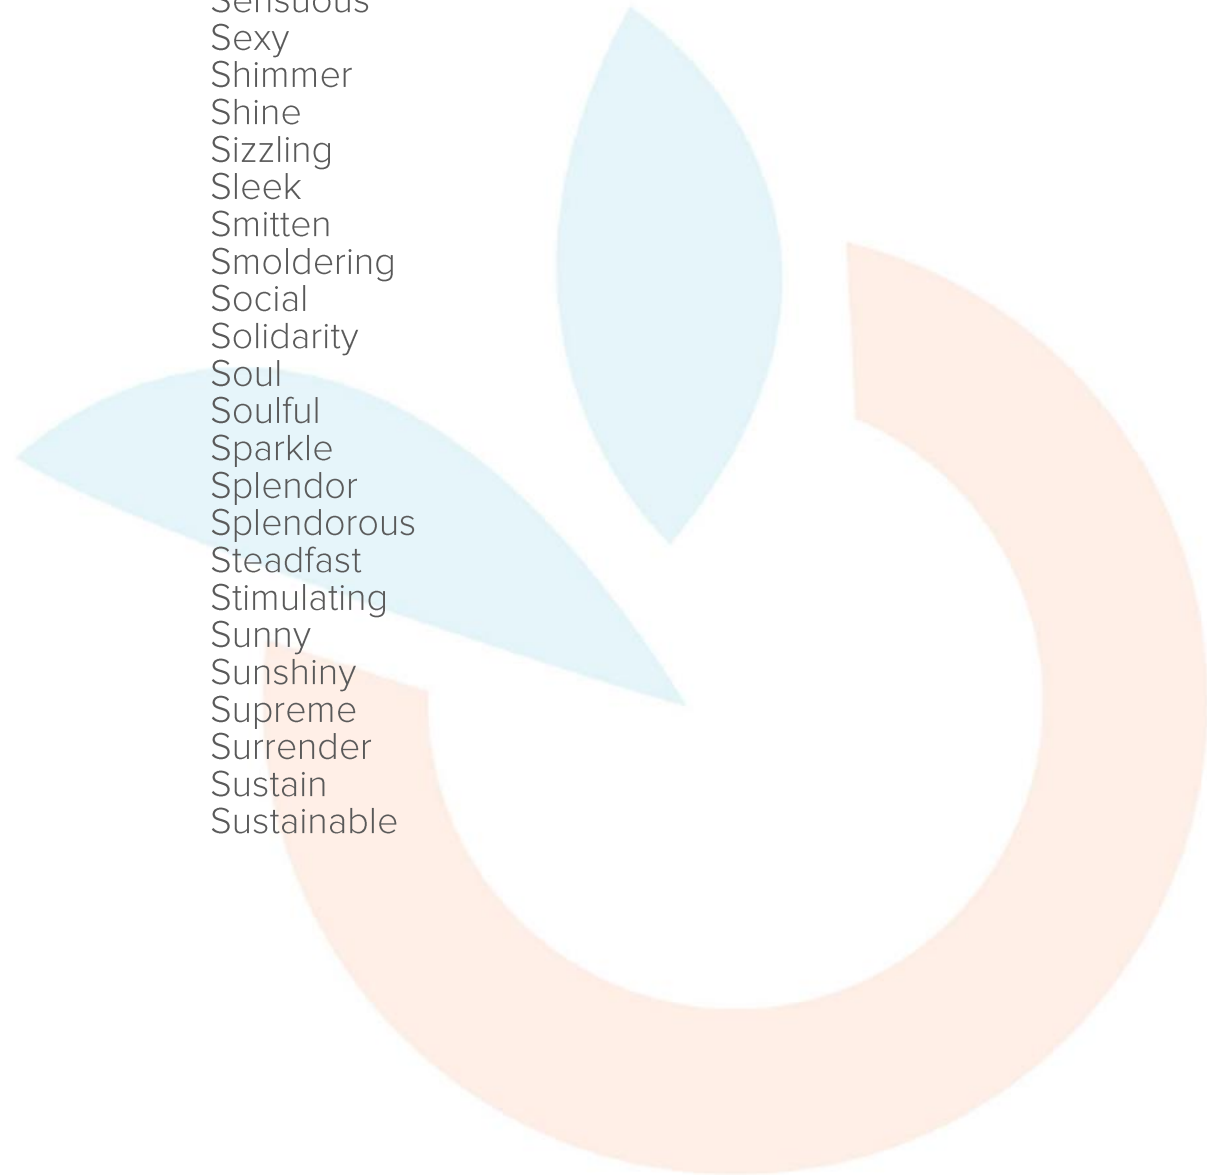 Sensuous
Sexy
Shimmer
Shine
Sizzling
Sleek
Smitten
Smoldering
Social
Solidarity
Soul
Soulful
Sparkle
Splendor
Splendorous
Steadfast
Stimulating
Sunny
Sunshiny
Supreme
Surrender
Sustain
Sustainable